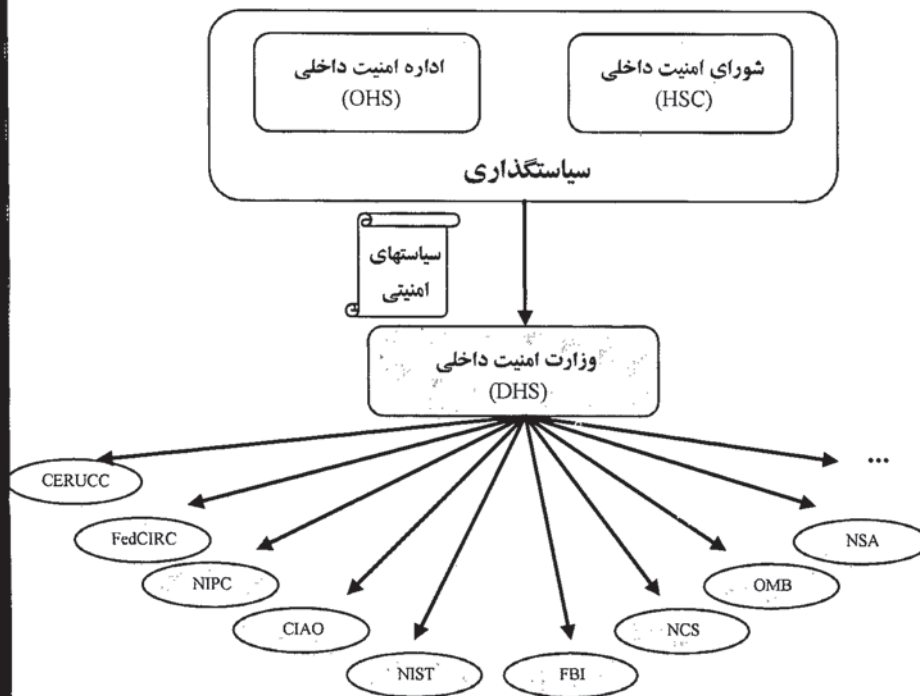 شورای امنیت داخلی
(HSC)
اداره امنیت داخلی
(OHS)
سیاستگذاری
سیاستهای
امنیتی
وزارت امنیت داخلی
(DHS)
...
CERUCC
FedCIRC
NIPC
CIAO
NIST
FBI
NCS
OMB
NSA